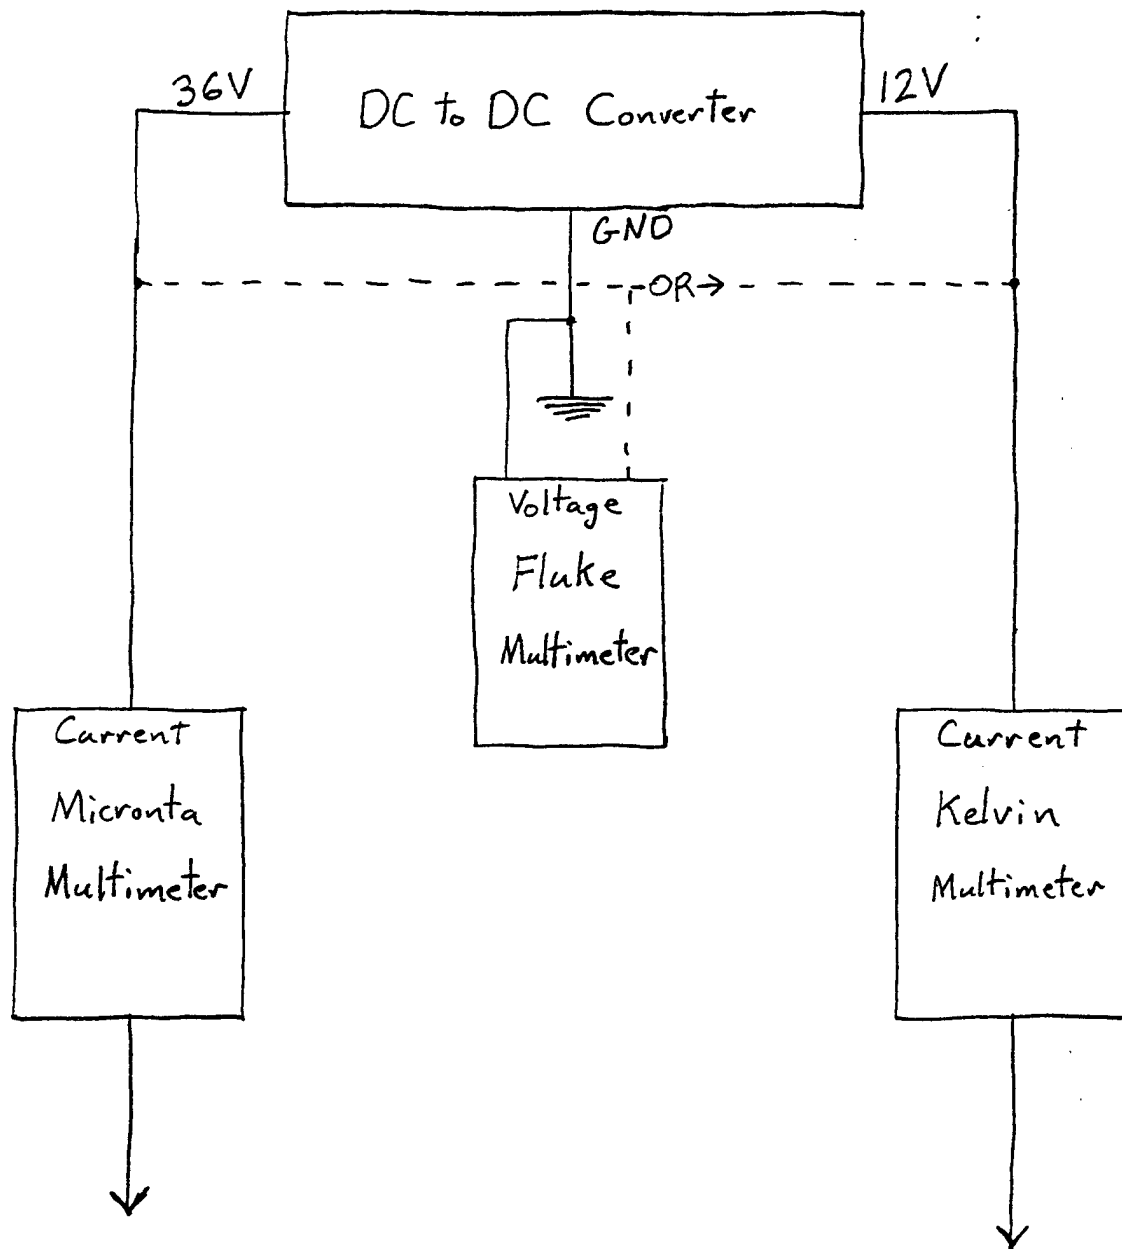 36V
DC to DC Converter
12V
GND
OR→
Voltage
Fluke
Multimeter
Current
Micronta
Multimeter
Current
Kelvin
Multimeter